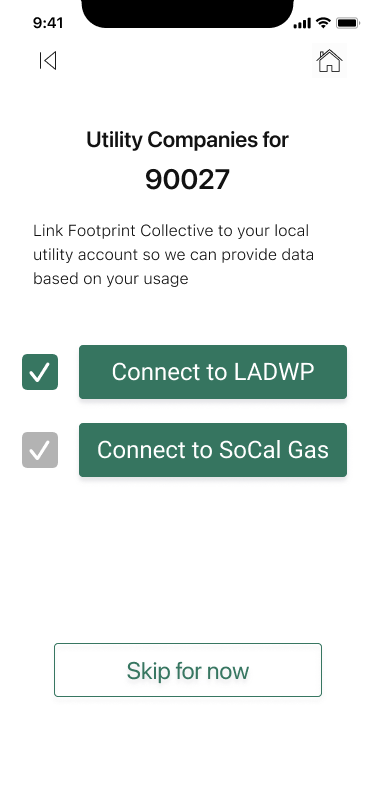 9:41
Utility Companies for
90027
Link Footprint Collective to your local
utility account so we can provide data
based on your usage
Connect to LADWP
Connect to SoCal Gas
Skip for now